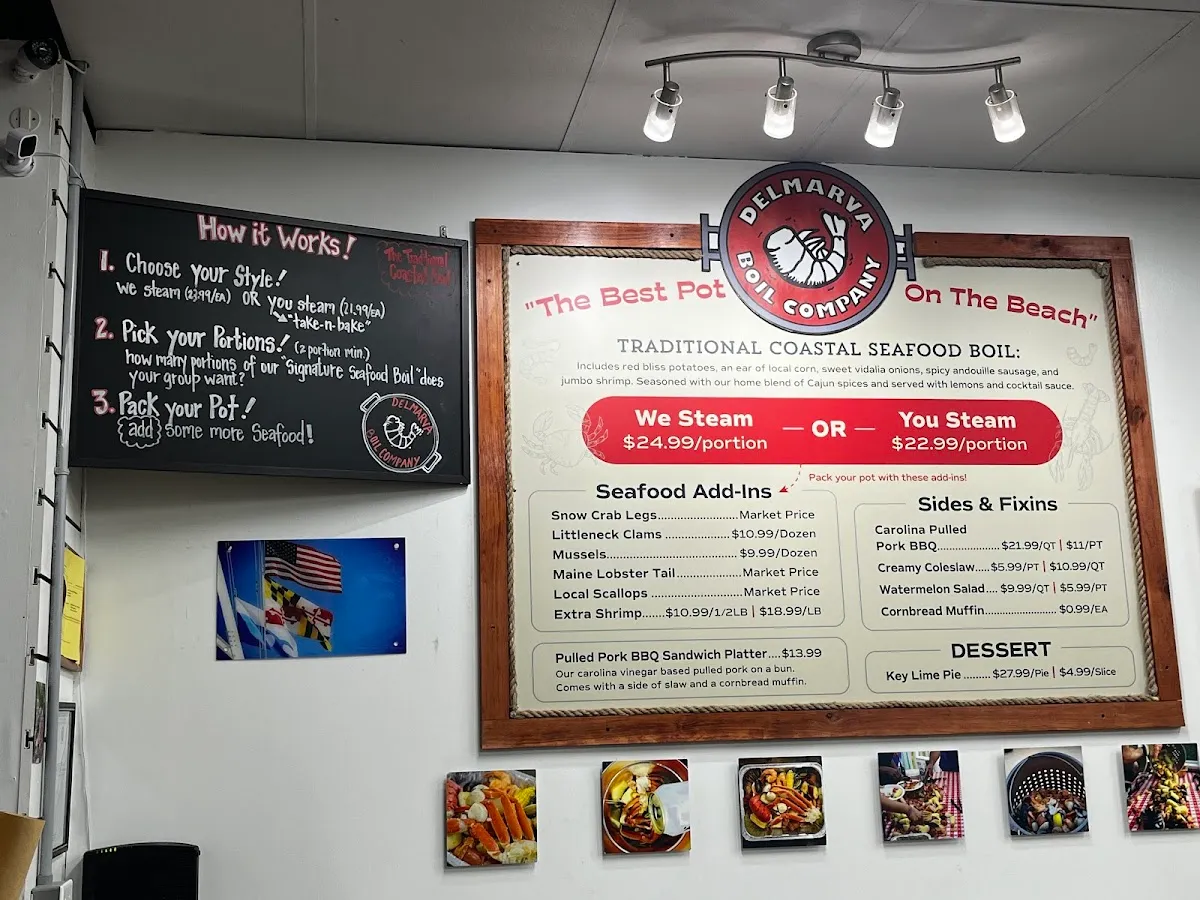 How it Works!
The Traditional
Coastal Boil
1. Choose your Style!
we steam (23.99/EA) OR you steam (21.99/EA)
"take-n-bake"
2. Pick your Portions! (2 portion min.)
how many portions of our "Signature Seafood Boil" does
your group want?
3. Pack your Pot!
add some more Seafood!
DELMARVA
BOIL COMPANY
DELMARVA
BOIL COMPANY
"The Best Pot On The Beach"
TRADITIONAL COASTAL SEAFOOD BOIL:
Includes red bliss potatoes, an ear of local corn, sweet vidalia onions, spicy andouille sausage, and
jumbo shrimp. Seasoned with our home blend of Cajun spices and served with lemons and cocktail sauce.
We Steam — OR — You Steam
$24.99/portion $22.99/portion
Pack your pot with these add-ins!
Seafood Add-Ins
Snow Crab Legs........................Market Price
Littleneck Clams ................$10.99/Dozen
Mussels................................$9.99/Dozen
Maine Lobster Tail................Market Price
Local Scallops.......................Market Price
Extra Shrimp.......$10.99/1/2LB | $18.99/LB
Pulled Pork BBQ Sandwich Platter....$13.99
Our carolina vinegar based pulled pork on a bun.
Comes with a side of slaw and a cornbread muffin.
Sides & Fixins
Carolina Pulled
Pork BBQ...................$21.99/QT | $11/PT
Creamy Coleslaw....$5.99/PT | $10.99/QT
Watermelon Salad.... $9.99/QT | $5.99/PT
Cornbread Muffin......................$0.99/EA
DESSERT
Key Lime Pie ......... $27.99/Pie | $4.99/Slice